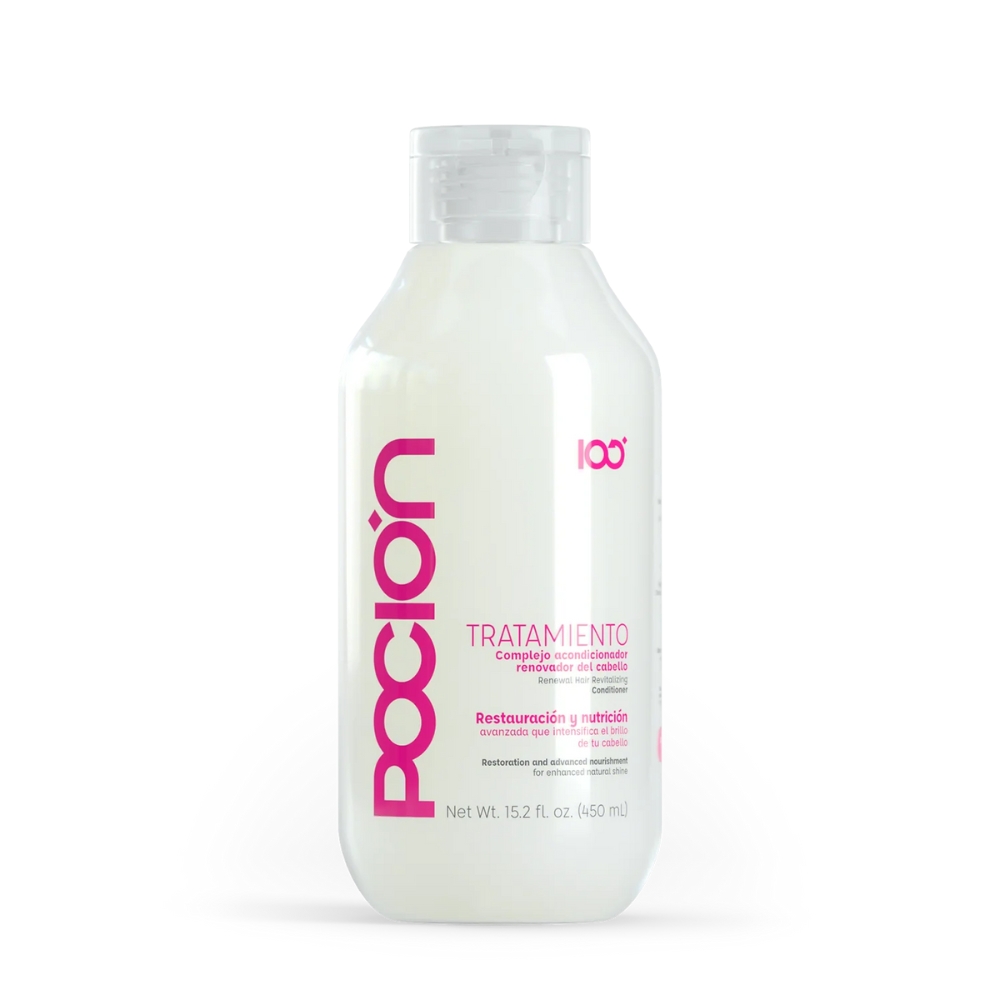 poción
100
TRATAMIENTO
Complejo acondicionador
renovador del cabello
Renewal Hair Revitalizing
Conditioner
Restauración y nutrición
avanzada que intensifica el brillo
de tu cabello
Restoration and advanced nourishment
for enhanced natural shine
Net Wt. 15.2 fl. oz. (450 mL)